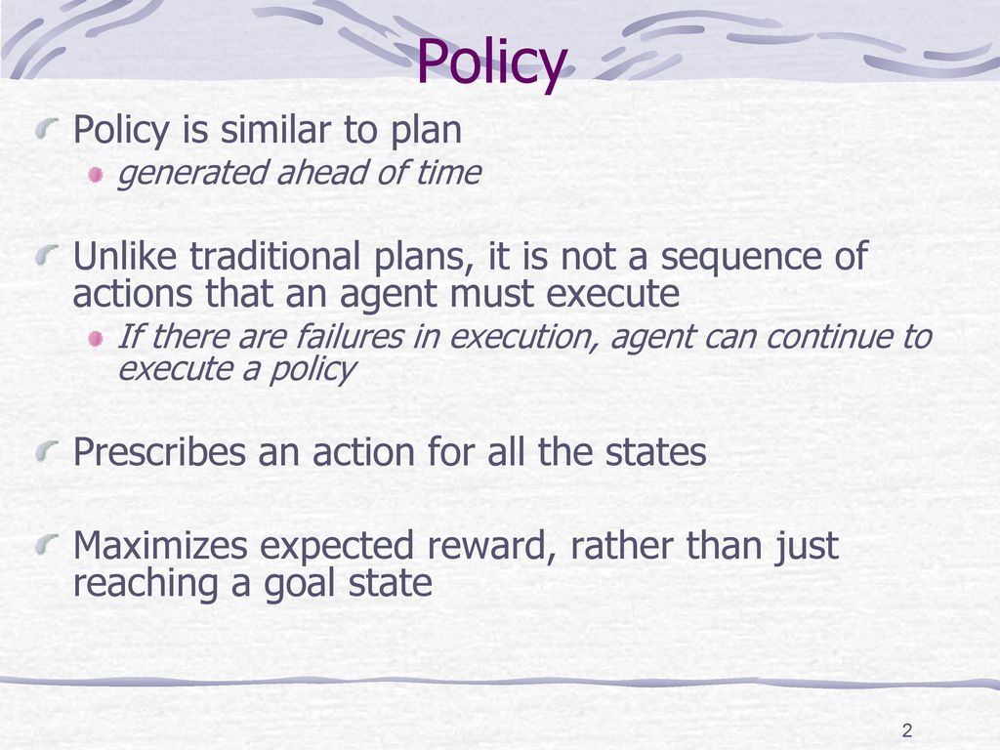 Policy
Policy is similar to plan
generated ahead of time
Unlike traditional plans, it is not a sequence of
actions that an agent must execute
If there are failures in execution, agent can continue to
execute a policy
Prescribes an action for all the states
Maximizes expected reward, rather than just
reaching a goal state
2